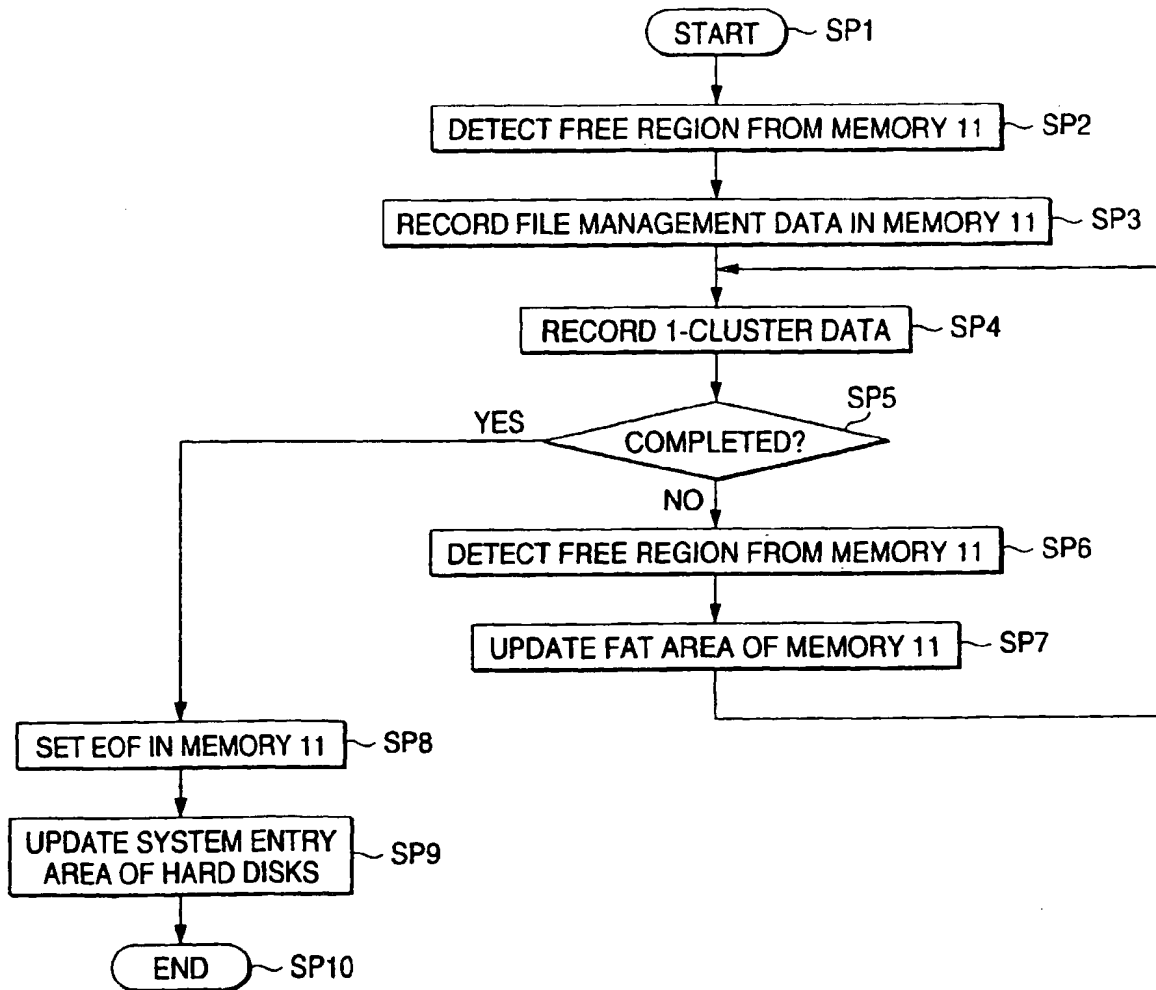 START
SP1
DETECT FREE REGION FROM MEMORY 11
SP2
RECORD FILE MANAGEMENT DATA IN MEMORY 11
SP3
RECORD 1-CLUSTER DATA
SP4
SP5
YES
COMPLETED?
NO
DETECT FREE REGION FROM MEMORY 11
SP6
UPDATE FAT AREA OF MEMORY 11
SP7
SET EOF IN MEMORY 11
SP8
UPDATE SYSTEM ENTRY
AREA OF HARD DISKS
SP9
END
SP10